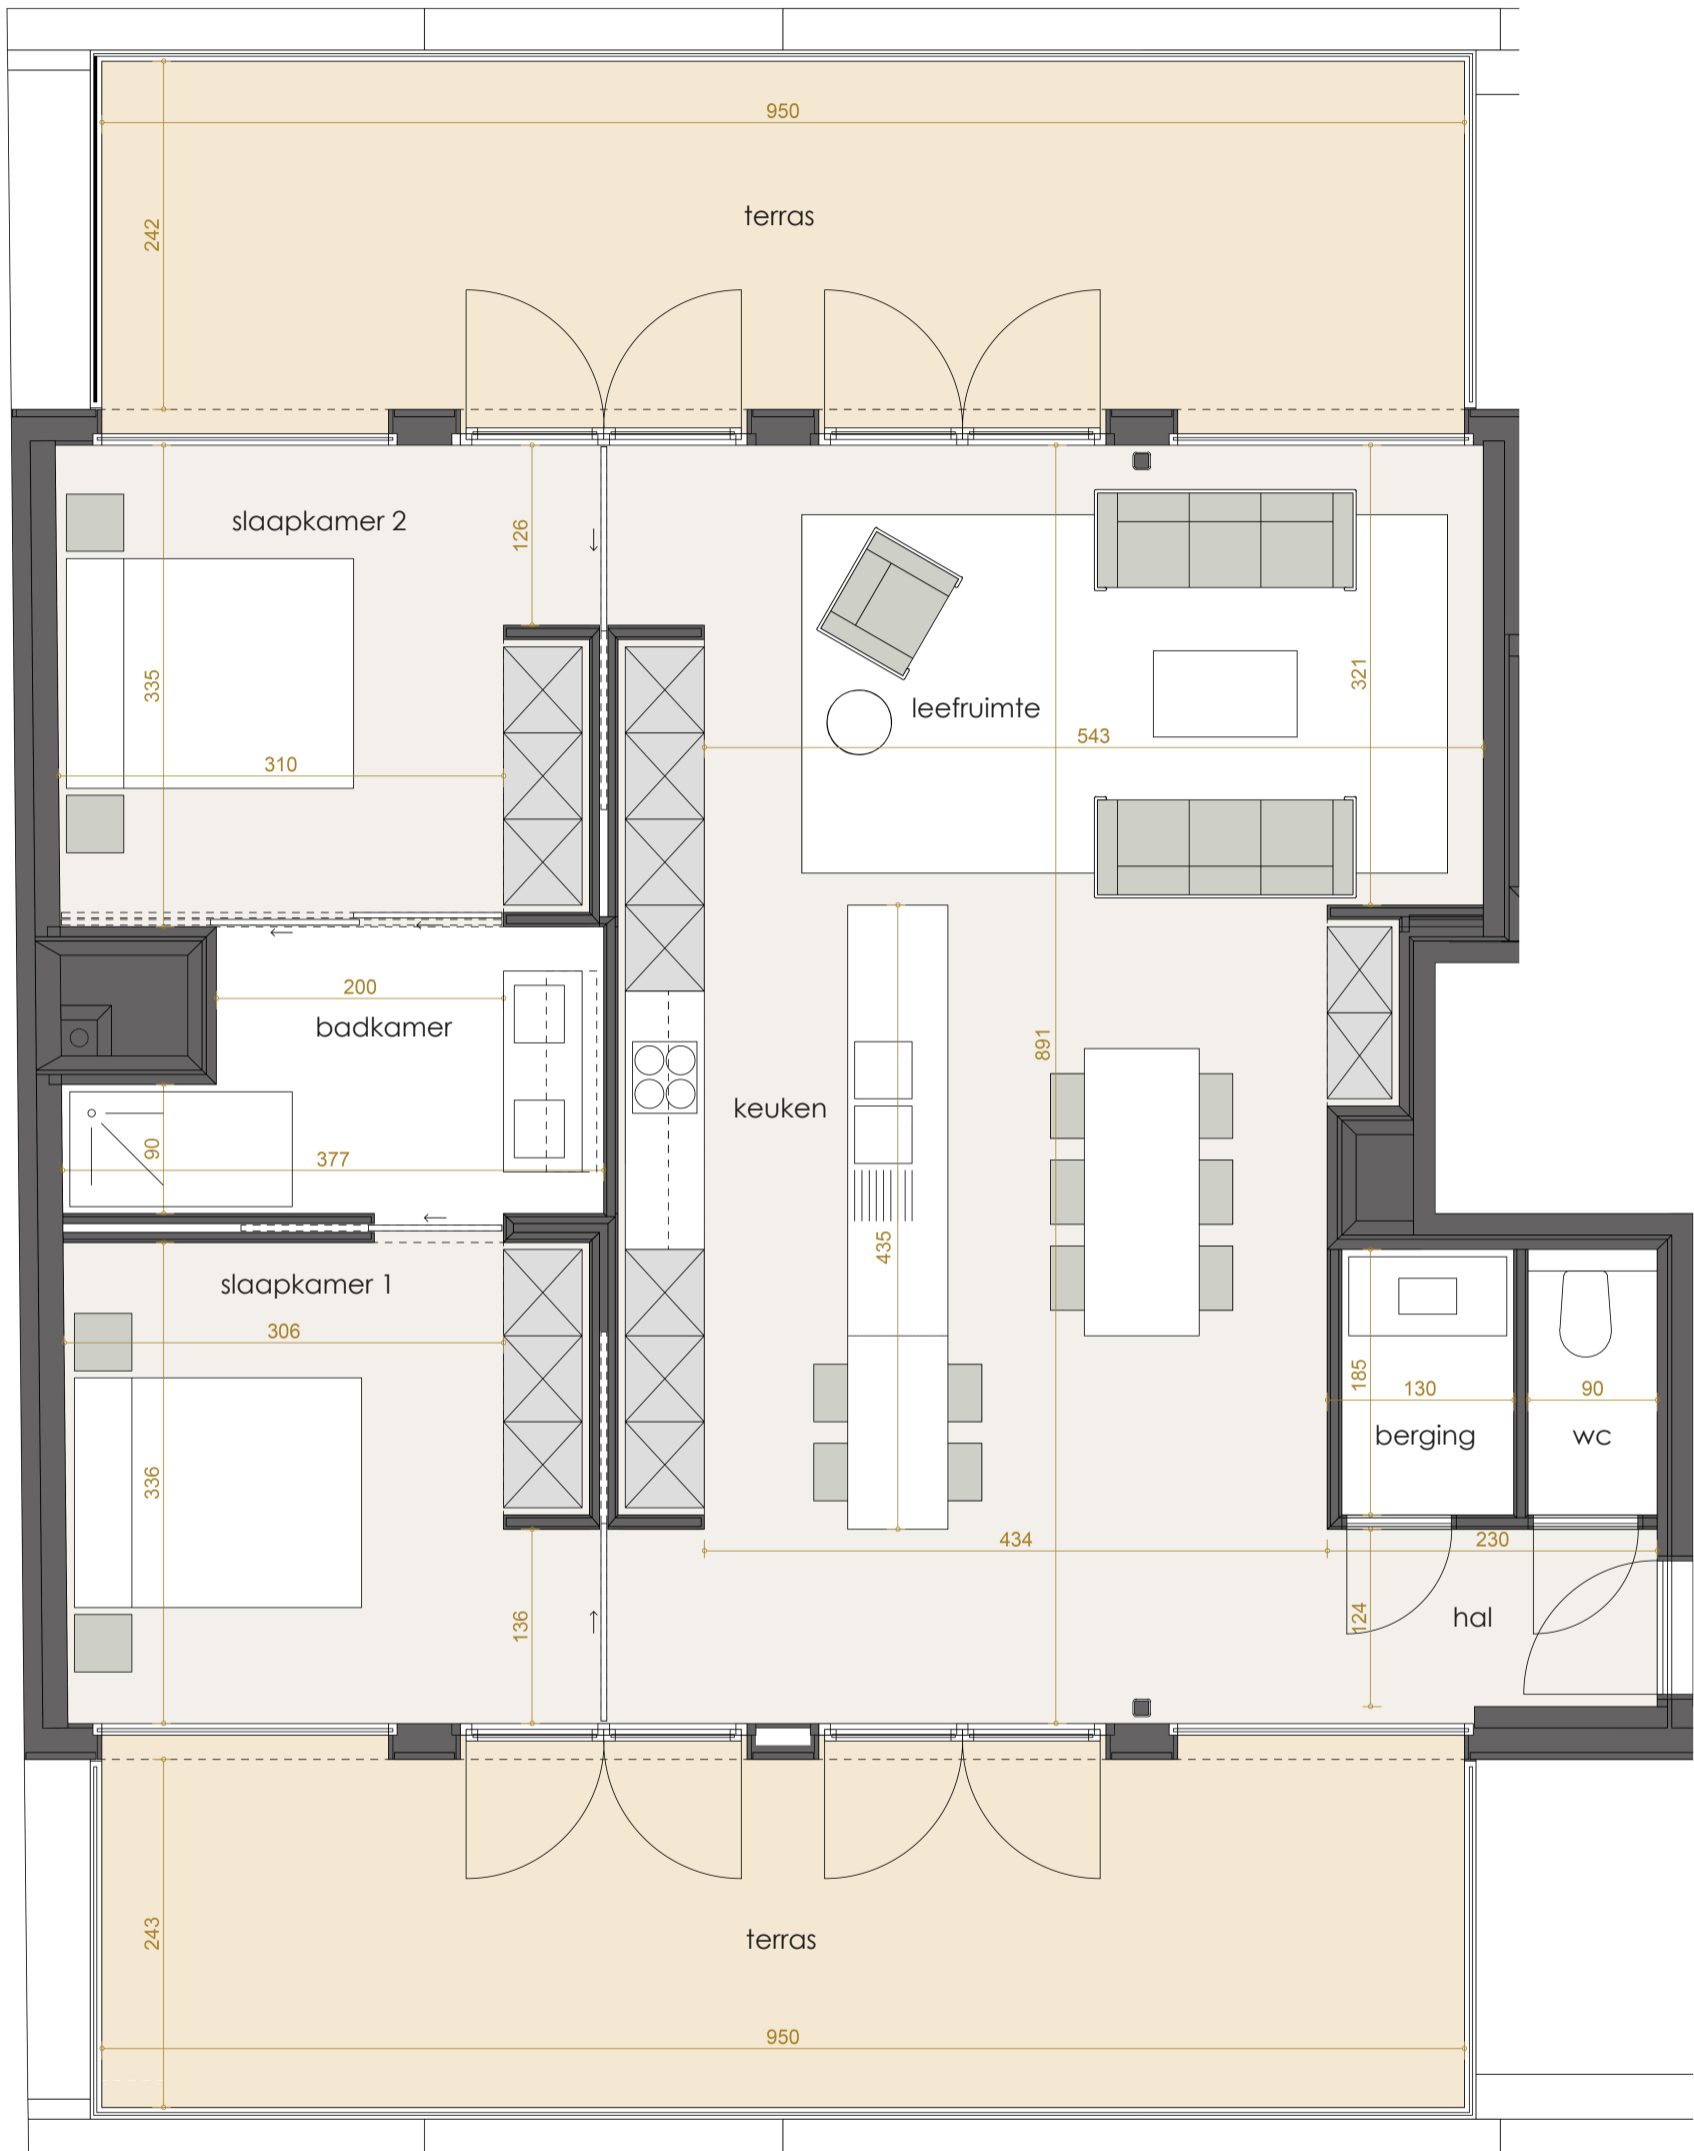 950
242
terras
slaapkamer 2
126
335
310
leefruimte
321
543
200
badkamer
891
keuken
90
377
435
slaapkamer 1
306
336
185
130
90
berging
wc
434
230
136
124
hal
243
terras
950